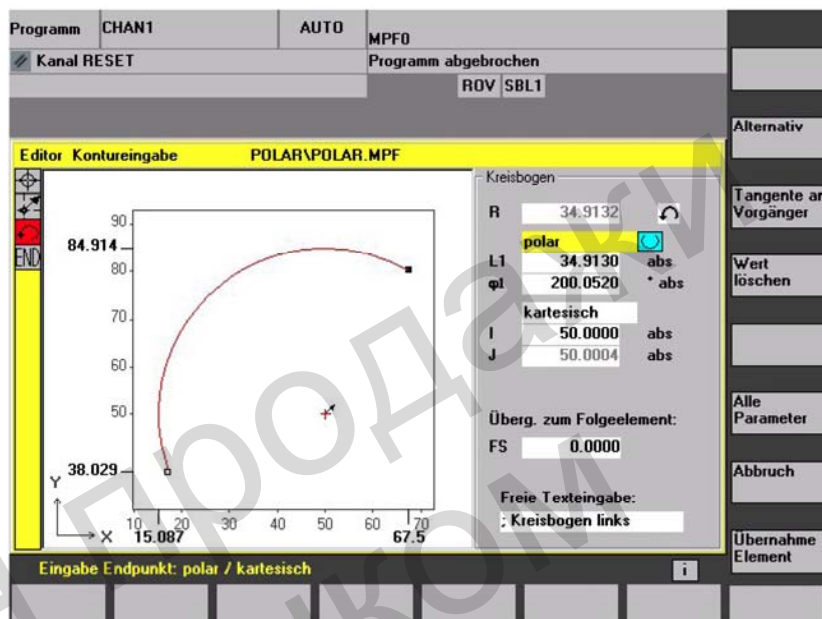 Programm CHAN1 AUTO MPF0
Kanal RESET Programm abgebrochen
ROV SBL1
Alternativ
Editor Kontureingabe POLAR\POLAR.MPF
Kreisbogen
R 34.9132
polar
L1 34.9130 abs
φ1 200.0520 ° abs
kartesisch
I 50.0000 abs
J 50.0004 abs
Überg. zum Folgeelement:
FS 0.0000
Freie Texteingabe:
; Kreisbogen links
END
90
84.914
80
70
60
50
38.029
Y
X
10 20 30 40 50 60 70
15.087 67.5
Tangente an
Vorgänger
Wert
löschen
Alle
Parameter
Abbruch
Übernahme
Element
Eingabe Endpunkt: polar / kartesisch
i
продажи